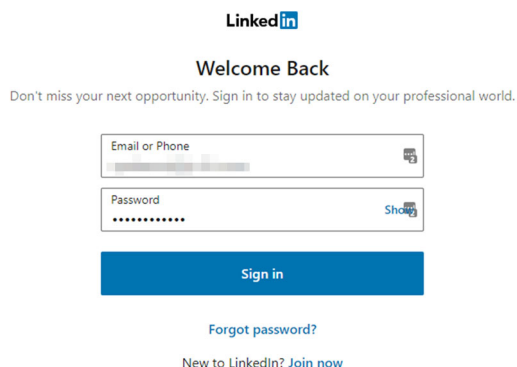 Linked in
Welcome Back
Don't miss your next opportunity. Sign in to stay updated on your professional world.
Email or Phone
Password
Show
Sign in
Forgot password?
New to LinkedIn? Join now